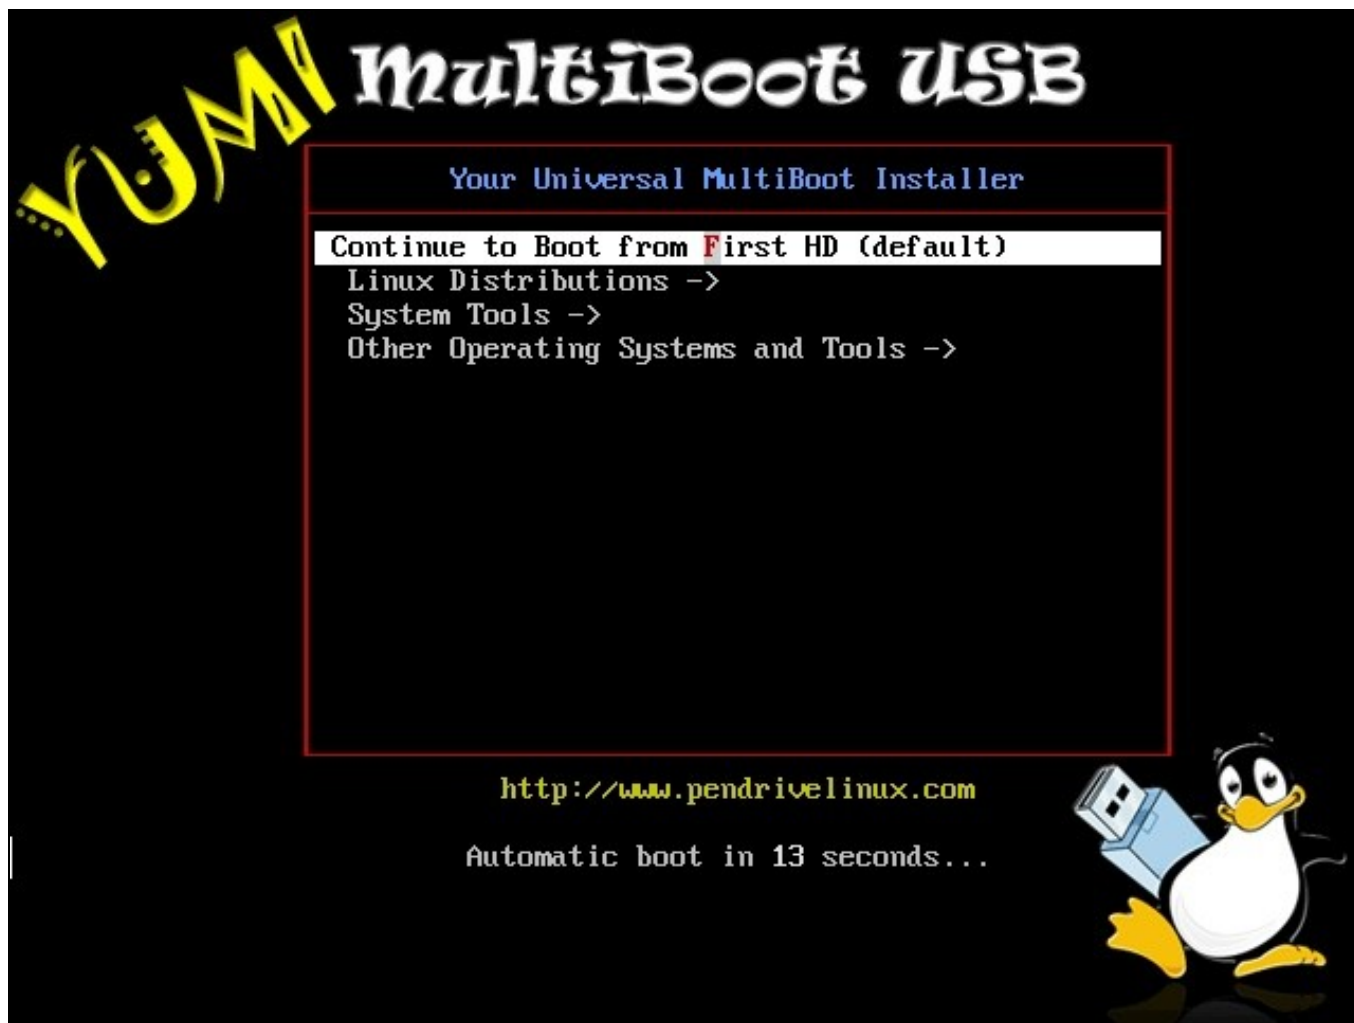 YUMI MultiBoot USB
Your Universal MultiBoot Installer
Continue to Boot from First HD (default)
Linux Distributions ->
System Tools ->
Other Operating Systems and Tools ->
http://www.pendrivelinux.com
Automatic boot in 13 seconds...